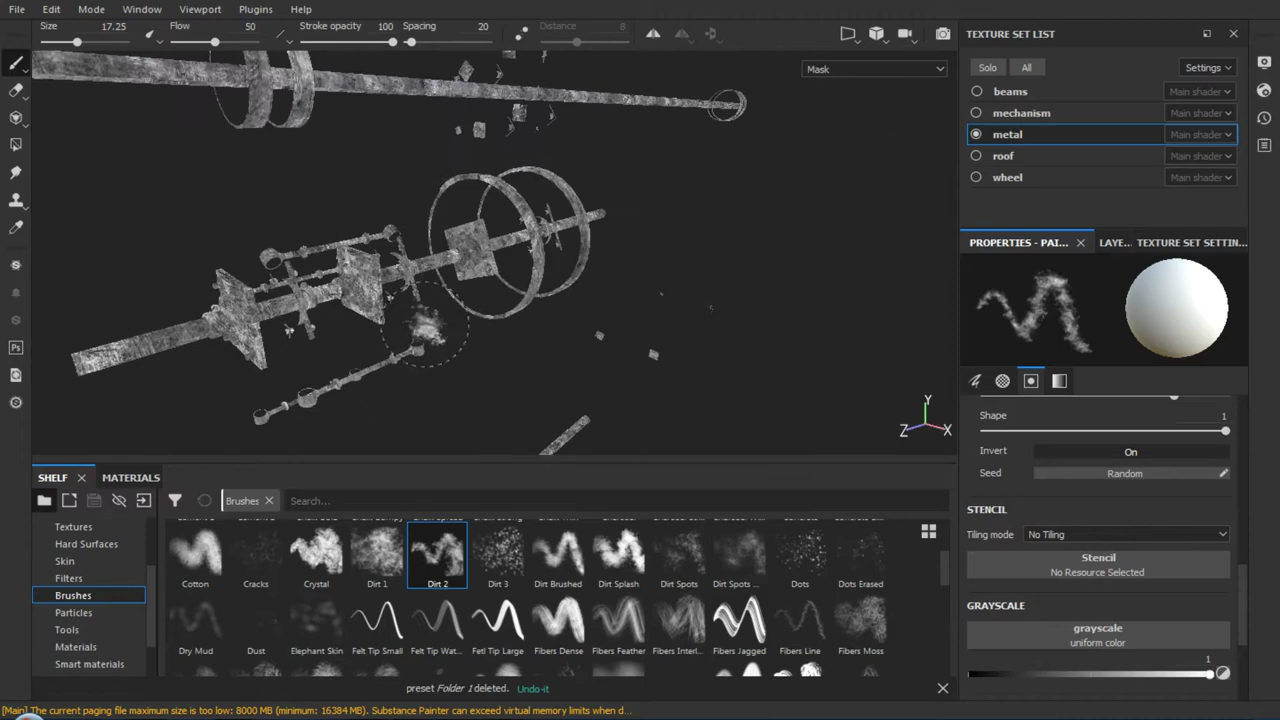 File Edit Mode Window Viewport Plugins Help
Size 17.25 Flow 50 Stroke opacity 100 Spacing 20 Distance 8
Mask
TEXTURE SET LIST
Solo All Settings
beams Main shader
mechanism Main shader
metal Main shader
roof Main shader
wheel Main shader
PROPERTIES - PAI... LAYE... TEXTURE SET SETTIN...
Shape 1
Invert On
Seed Random
STENCIL
Tiling mode No Tiling
Stencil
No Resource Selected
GRAYSCALE
grayscale
uniform color
1
Y
Z X
SHELF MATERIALS
Brushes Search...
Textures
Hard Surfaces
Skin
Filters
Brushes
Particles
Tools
Materials
Smart materials
Cotton Cracks Crystal Dirt 1 Dirt 2 Dirt 3 Dirt Brushed Dirt Splash Dirt Spots Dirt Spots ... Dots Dots Erased
Dry Mud Dust Elephant Skin Felt Tip Small Felt Tip Wat... Fetl Tip Large Fibers Dense Fibers Feather Fibers Interl... Fibers Jagged Fibers Line Fibers Moss
preset Folder 1 deleted. Undo-it
[Main] The current paging file maximum size is too low: 8000 MB (minimum: 16384 MB). Substance Painter can exceed virtual memory limits when d...